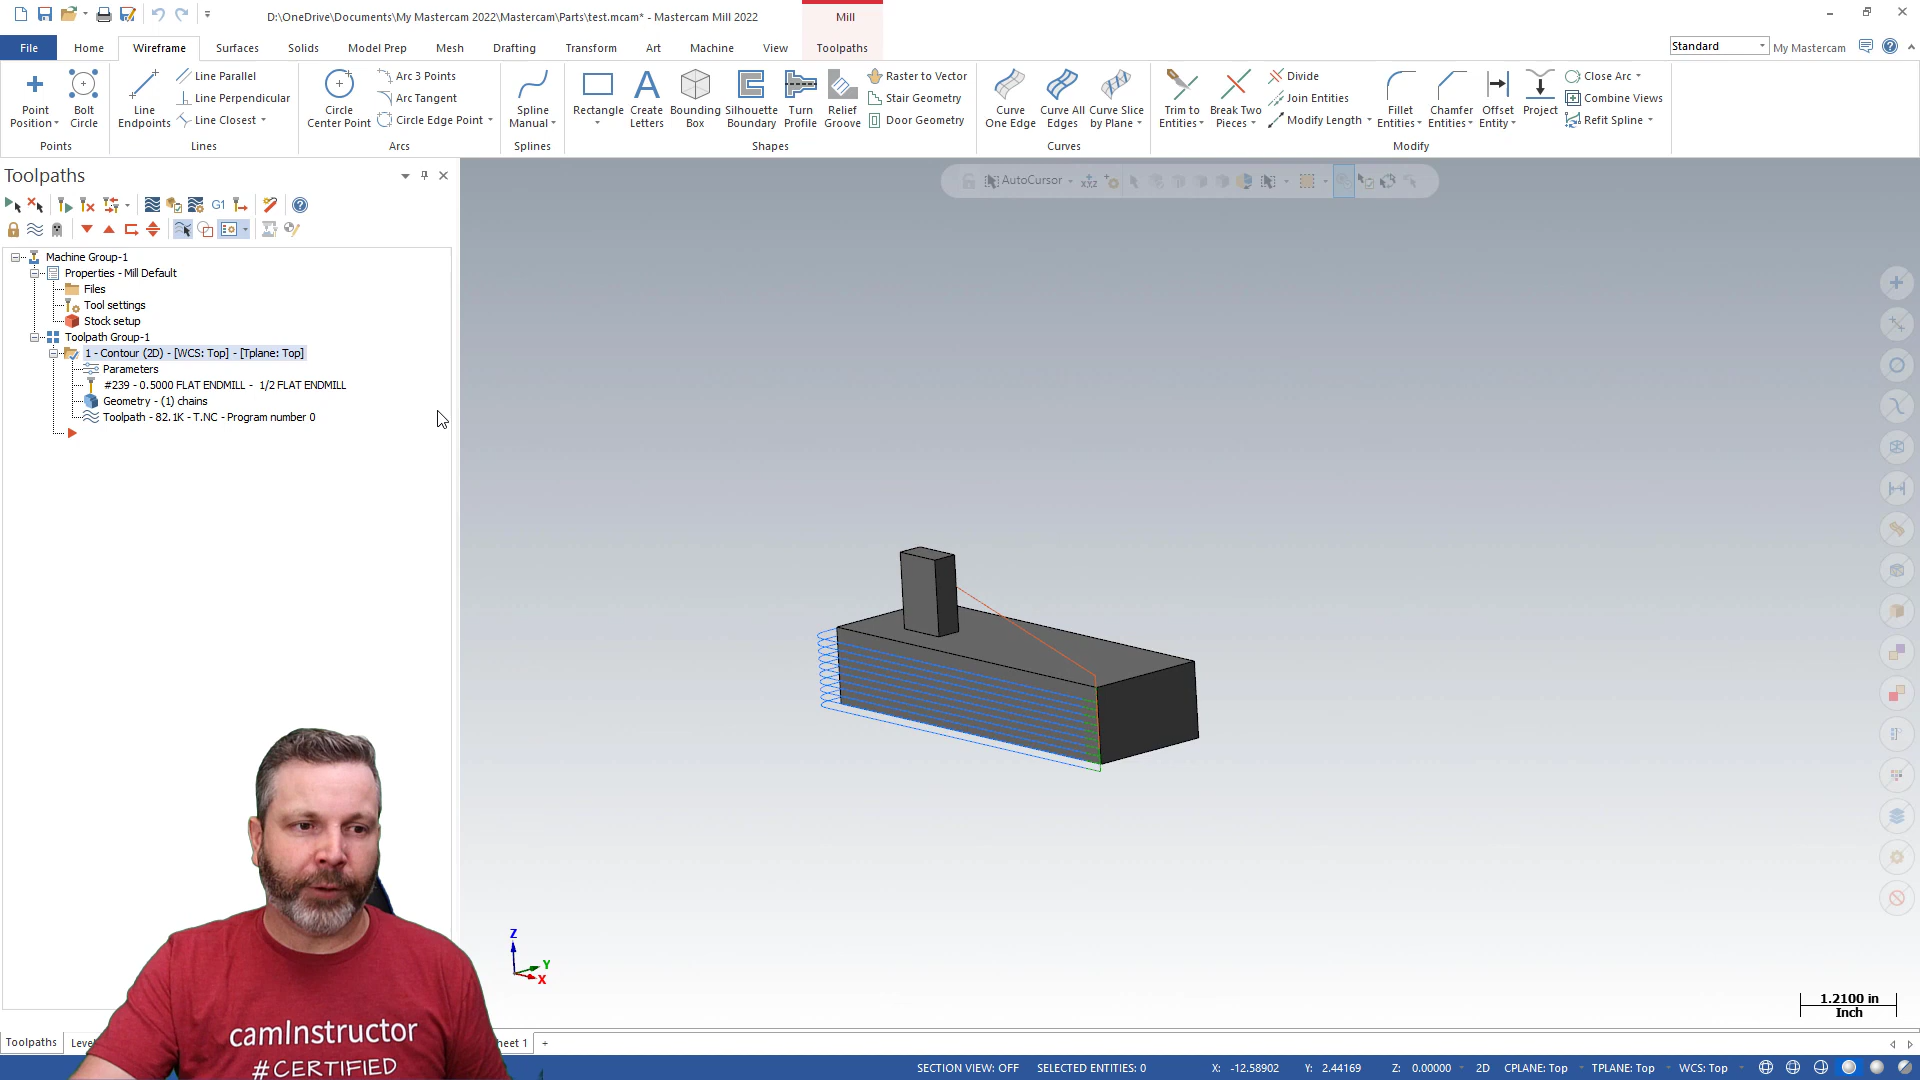 D:\OneDrive\Documents\My Mastercam 2022\Mastercam\Parts\test.mcam* - Mastercam Mill 2022
Mill
File
Home
Wireframe
Surfaces
Solids
Model Prep
Mesh
Drafting
Transform
Art
Machine
View
Toolpaths
Standard
My Mastercam
Point
Position
Bolt
Circle
Points
Line
Endpoints
Line Parallel
Line Perpendicular
Line Closest
Lines
Circle
Center Point
Arc 3 Points
Arc Tangent
Circle Edge Point
Arcs
Spline
Manual
Splines
Rectangle
Create
Letters
Bounding
Box
Silhouette
Boundary
Turn
Profile
Relief
Groove
Raster to Vector
Stair Geometry
Door Geometry
Shapes
Curve
One Edge
Curve All
Edges
Curve Slice
by Plane
Curves
Trim to
Entities
Break Two
Pieces
Divide
Join Entities
Modify Length
Fillet
Entities
Chamfer
Entities
Offset
Entity
Project
Close Arc
Combine Views
Refit Spline
Modify
Toolpaths
G1
Machine Group-1
Properties - Mill Default
Files
Tool settings
Stock setup
Toolpath Group-1
1 - Contour (2D) - [WCS: Top] - [Tplane: Top]
Parameters
#239 - 0.5000 FLAT ENDMILL - 1/2 FLAT ENDMILL
Geometry - (1) chains
Toolpath - 82.1K - T.NC - Program number 0
AutoCursor
Z
Y
X
1.2100 in
Inch
camInstructor
#CERTIFIED
Toolpaths
Level
heet 1
+
SECTION VIEW: OFF
SELECTED ENTITIES: 0
X: -12.58902
Y: 2.44169
Z: 0.00000
2D
CPLANE: Top
TPLANE: Top
WCS: Top